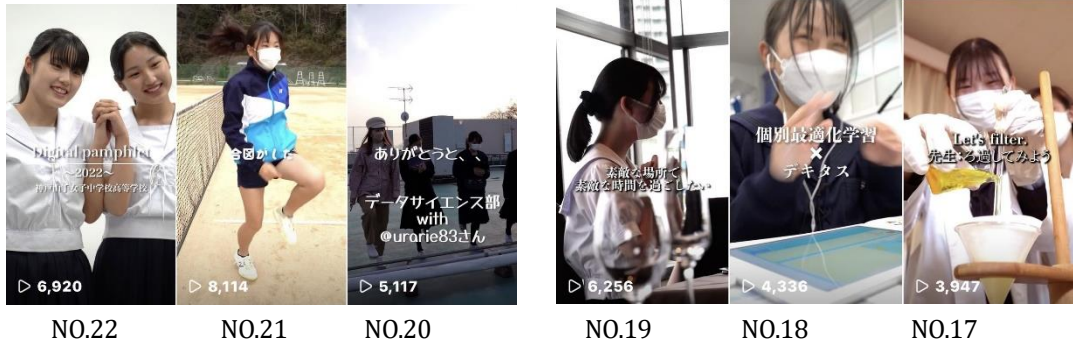 Digital pamphlet
～2022～
神戸山手女子中学校高等学校
6,920
合図がした
8,114
ありがとうと、、
データサイエンス部
with
@urarie83さん
5,117
素敵な場所で
素敵な時間を過ごしたい
6,256
個別最適化学習
×
デキタス
4,336
Let's filter.
先生:ろ過してみよう
3,947
NO.22
NO.21
NO.20
NO.19
NO.18
NO.17